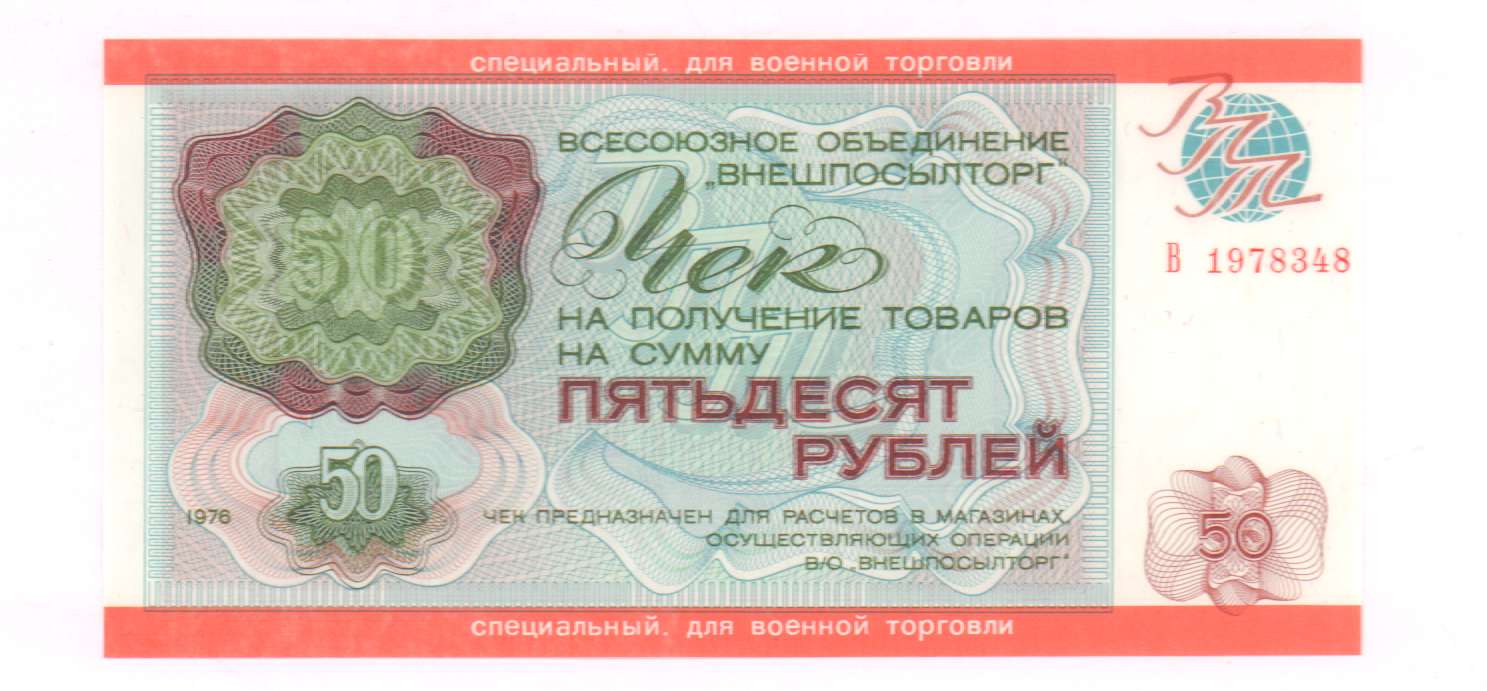 специальный. для военной торговли
ВСЕСОЮЗНОЕ ОБЪЕДИНЕНИЕ
„ВНЕШПОСЫЛТОРГ"
Чек
НА ПОЛУЧЕНИЕ ТОВАРОВ
НА СУММУ
ПЯТЬДЕСЯТ
РУБЛЕЙ
50
50
1976
ЧЕК ПРЕДНАЗНАЧЕН ДЛЯ РАСЧЕТОВ В МАГАЗИНАХ,
ОСУЩЕСТВЛЯЮЩИХ ОПЕРАЦИИ
В/О „ВНЕШПОСЫЛТОРГ"
ВПТ
ВПТ
В 1978348
50
специальный. для военной торговли